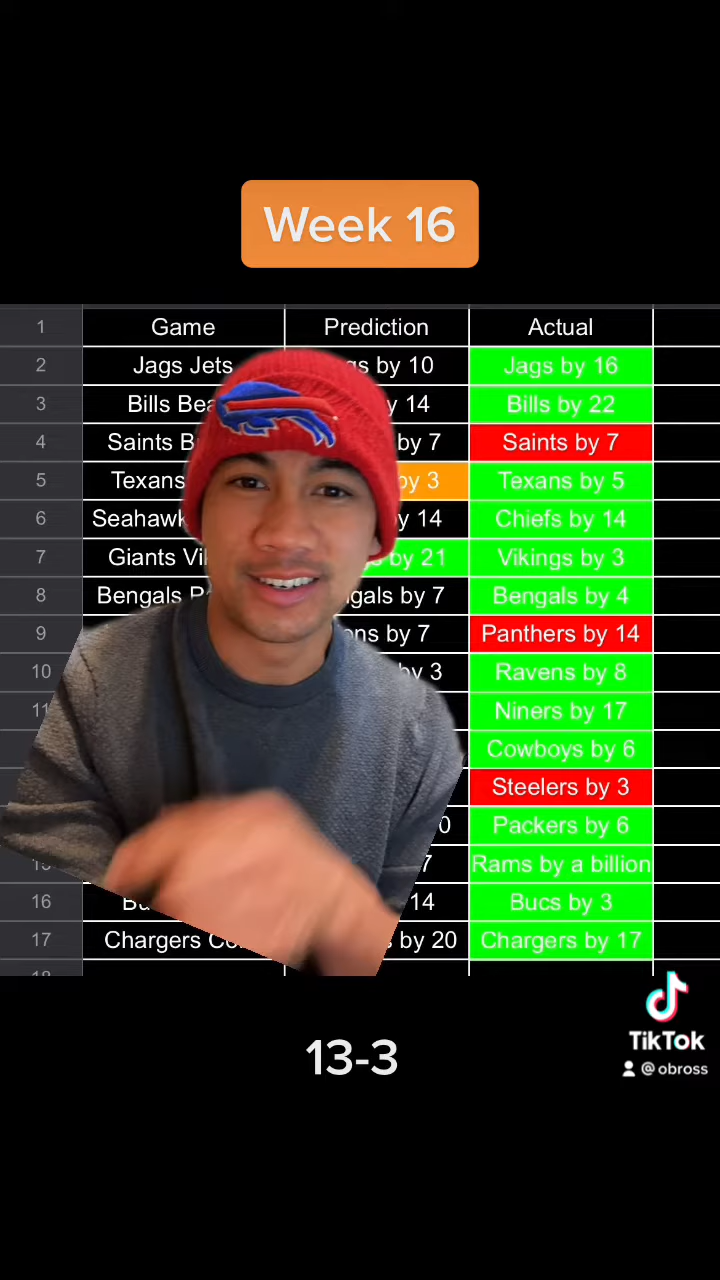 Week 16
1 Game Prediction Actual
2 Jags Jets by 10 Jags by 16
3 Bills 14 Bills by 22
4 Saints by 7 Saints by 7
5 Texans by 3 Texans by 5
6 14 Chiefs by 14
7 Giants by 21 Vikings by 3
8 Bengals by 7 Bengals by 4
9 by 7 Panthers by 14
10 by 3 Ravens by 8
11 Niners by 17
Cowboys by 6
Steelers by 3
Packers by 6
7 Rams by a billion
16 14 Bucs by 3
17 Chargers by 20 Chargers by 17
13-3
TikTok
@obross